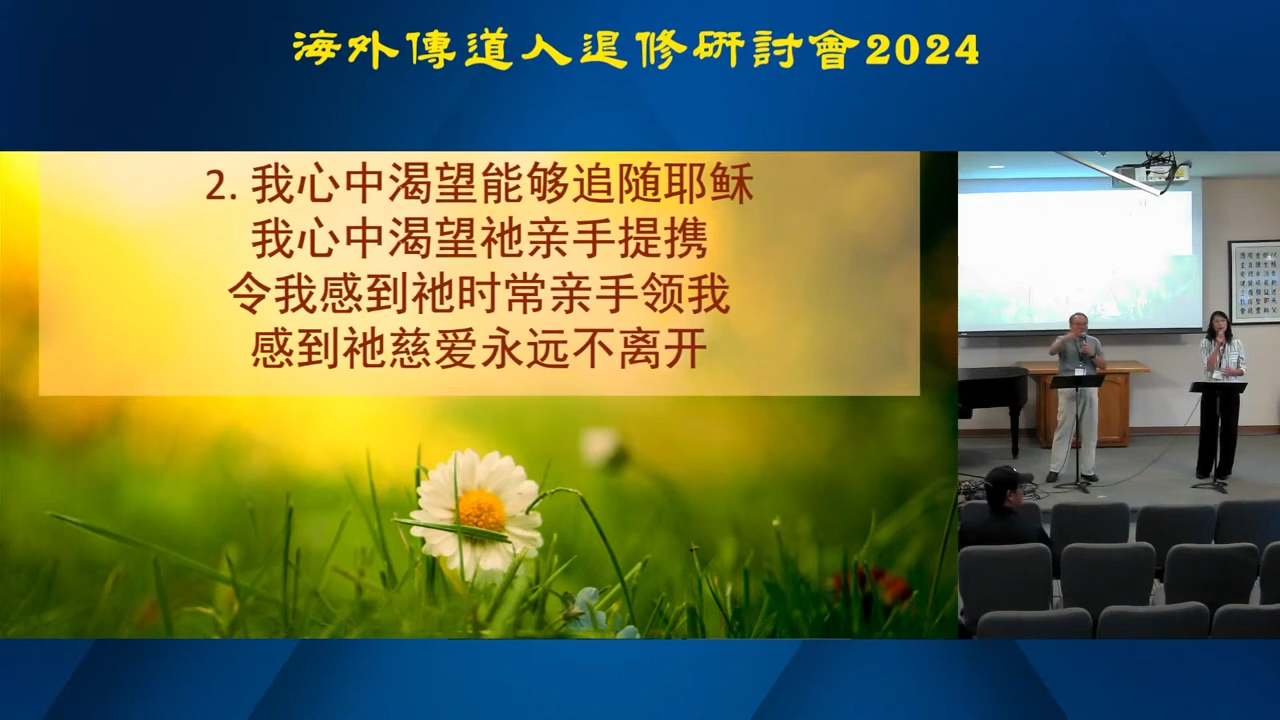 海外傳道人退修研討會2024
2. 我心中渴望能够追随耶稣
我心中渴望祂亲手提携
令我感到祂时常亲手领我
感到祂慈爱永远不离开